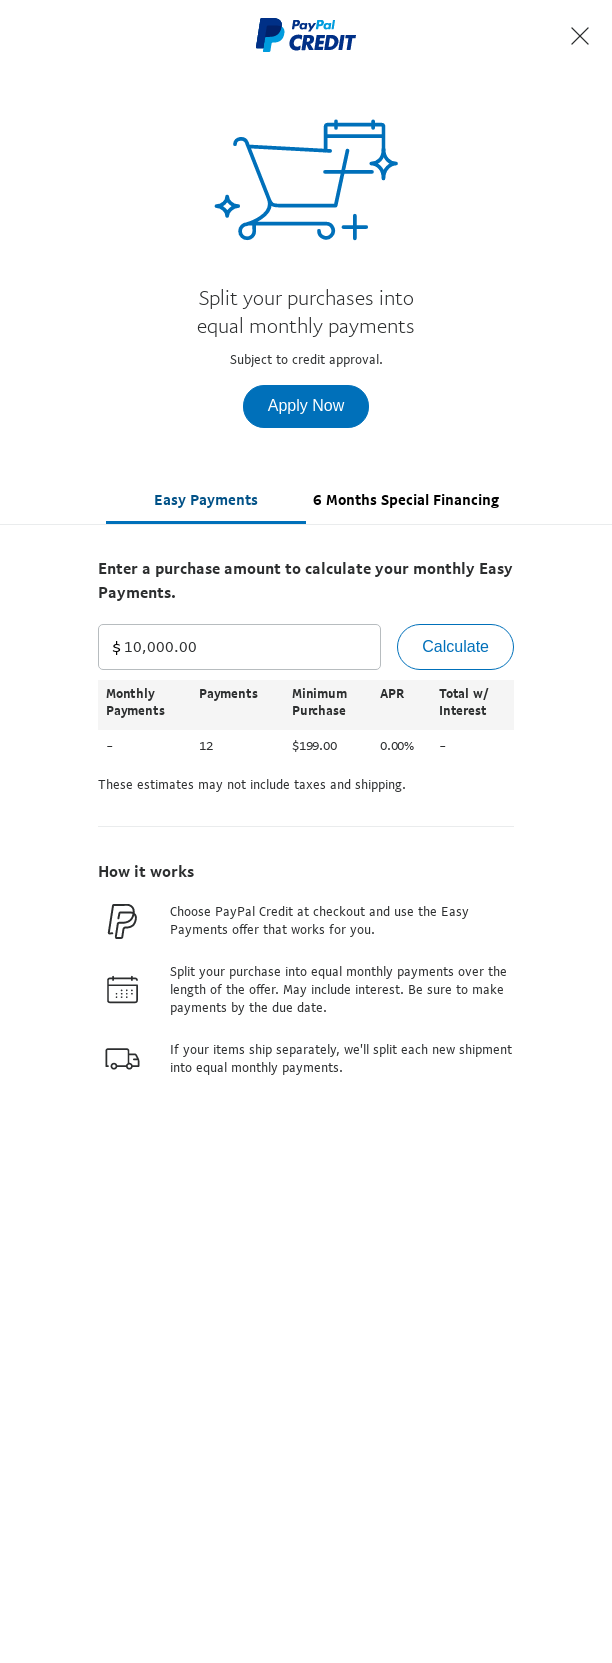 PayPal
CREDIT
Split your purchases into
equal monthly payments
Subject to credit approval.
Apply Now
Easy Payments
6 Months Special Financing
Enter a purchase amount to calculate your monthly Easy
Payments.
$ 10,000.00
Calculate
Monthly Payments Payments Minimum Purchase APR Total w/ Interest
– 12 $199.00 0.00% –
These estimates may not include taxes and shipping.
How it works
Choose PayPal Credit at checkout and use the Easy
Payments offer that works for you.
Split your purchase into equal monthly payments over the
length of the offer. May include interest. Be sure to make
payments by the due date.
If your items ship separately, we'll split each new shipment
into equal monthly payments.